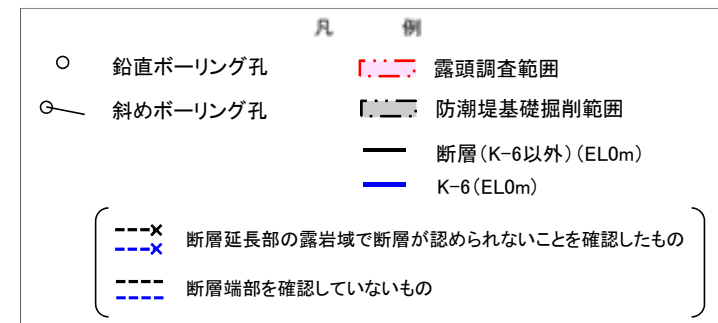 凡 例
鉛直ボーリング孔
斜めボーリング孔
露頭調査範囲
防潮堤基礎掘削範囲
断層(K-6以外)(EL0m)
K-6(EL0m)
断層延長部の露岩域で断層が認められないことを確認したもの
断層端部を確認していないもの